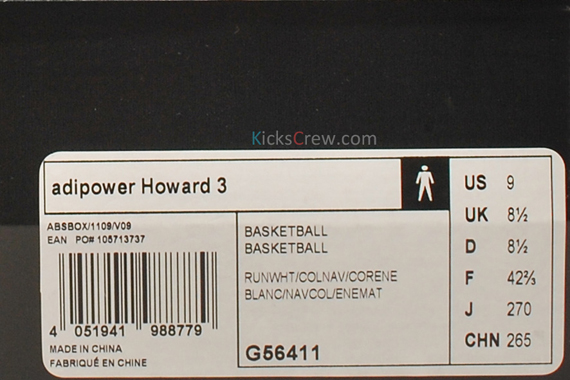 KicksCrew.com
adipower Howard 3
ABSBOX/1109/V09
EAN PO# 105713737
4 051941 988779
MADE IN CHINA
FABRIQUÉ EN CHINE
BASKETBALL
BASKETBALL
RUNWHT/COLNAV/CORENE
BLANC/NAVCOL/ENEMAT
G56411
US 9
UK 8½
D 8½
F 42⅔
J 270
CHN 265